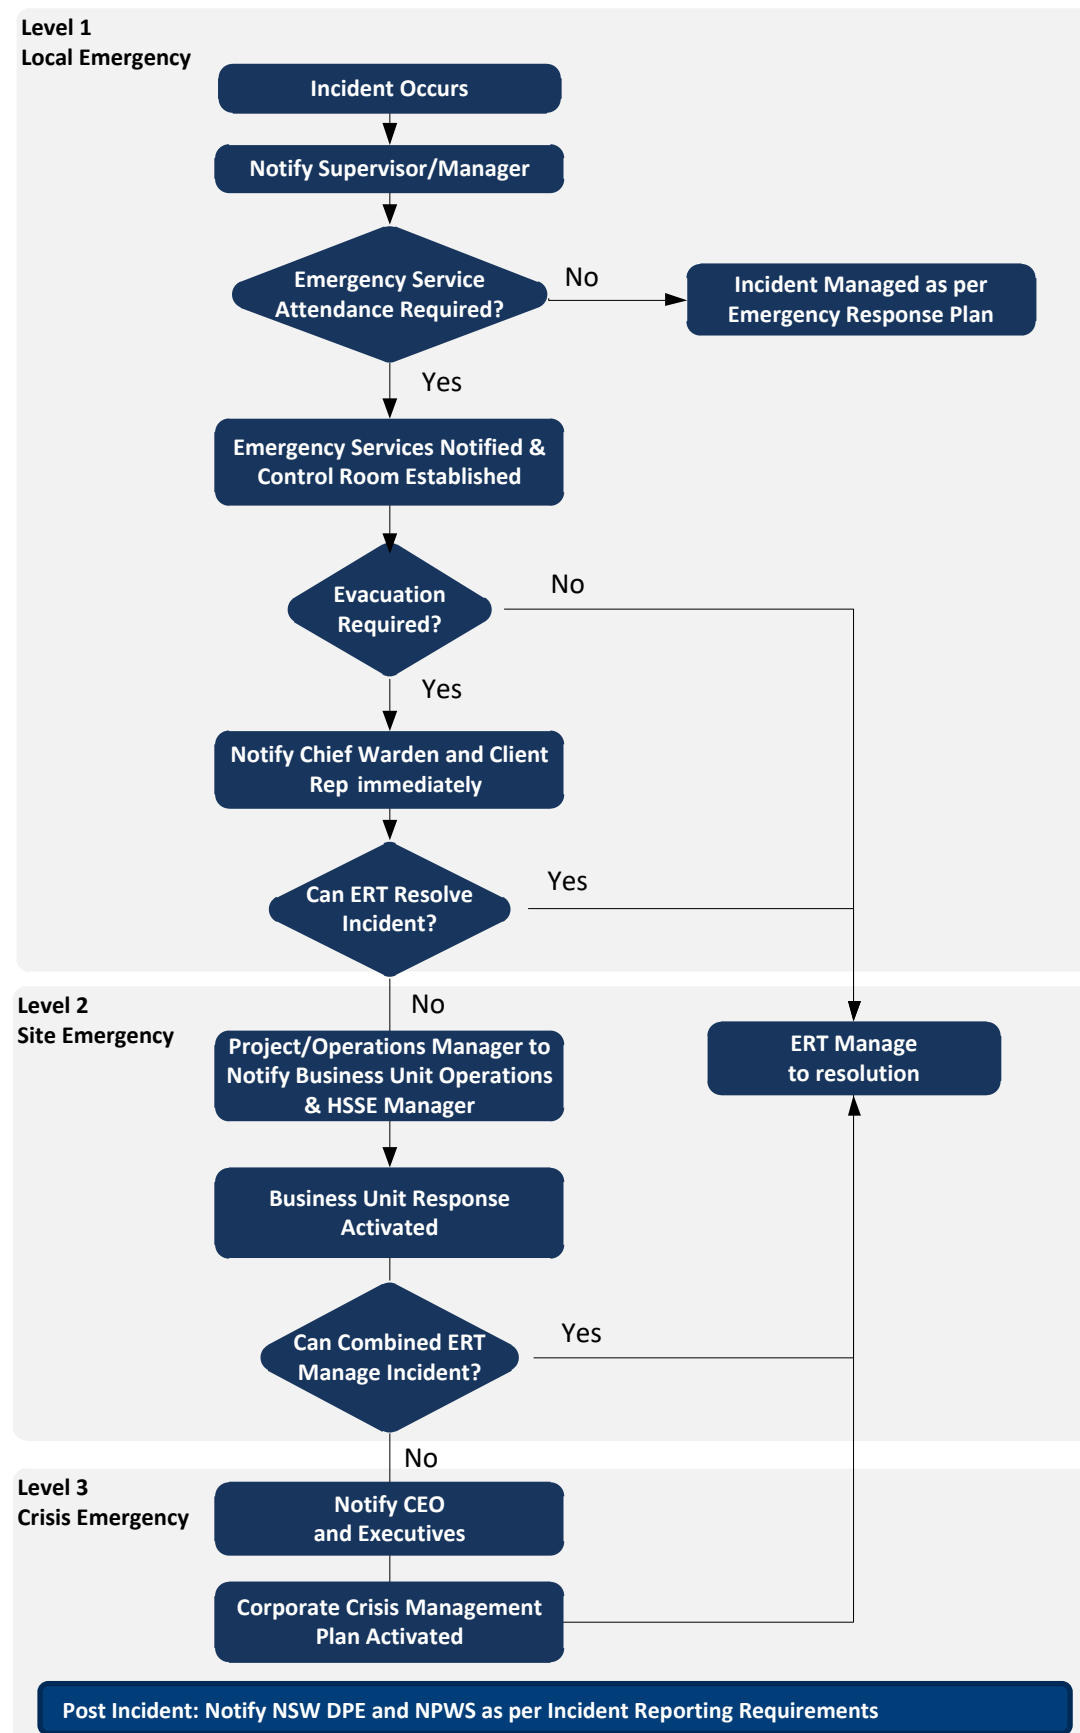 Level 1
Local Emergency
Incident Occurs
Notify Supervisor/Manager
Emergency Service
Attendance Required?
No
Incident Managed as per
Emergency Response Plan
Yes
Emergency Services Notified &
Control Room Established
Evacuation
Required?
No
Yes
Notify Chief Warden and Client
Rep immediately
Can ERT Resolve
Incident?
Yes
No
Level 2
Site Emergency
Project/Operations Manager to
Notify Business Unit Operations
& HSSE Manager
ERT Manage
to resolution
Business Unit Response
Activated
Can Combined ERT
Manage Incident?
Yes
No
Level 3
Crisis Emergency
Notify CEO
and Executives
Corporate Crisis Management
Plan Activated
Post Incident: Notify NSW DPE and NPWS as per Incident Reporting Requirements